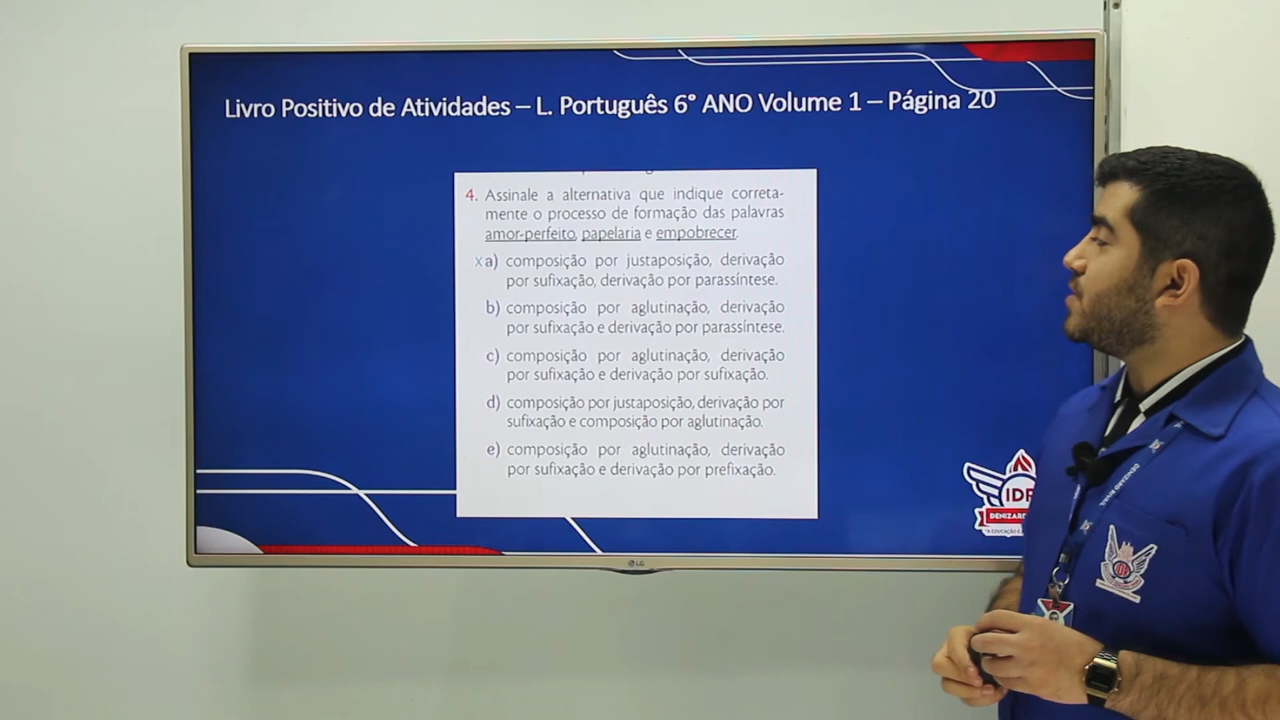 Livro Positivo de Atividades – L. Português 6° ANO Volume 1 – Página 20
4. Assinale a alternativa que indique correta-
mente o processo de formação das palavras
amor-perfeito, papelaria e empobrecer.
x a) composição por justaposição, derivação
por sufixação, derivação por parassíntese.
b) composição por aglutinação, derivação
por sufixação e derivação por parassíntese.
c) composição por aglutinação, derivação
por sufixação e derivação por sufixação.
d) composição por justaposição, derivação por
sufixação e composição por aglutinação.
e) composição por aglutinação, derivação
por sufixação e derivação por prefixação.
DENIZARD
LG
DENIZARD RIVAIL